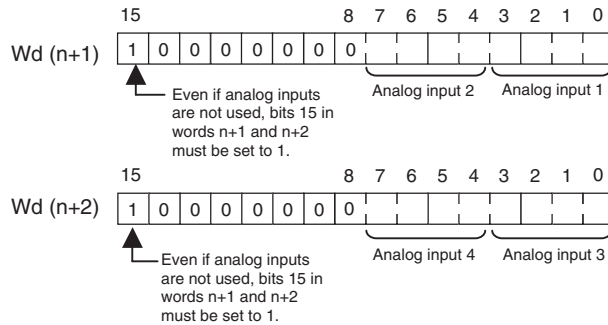 15 8 7 6 5 4 3 2 1 0
Wd (n+1) 1 0 0 0 0 0 0 0
Analog input 2 Analog input 1
Even if analog inputs
are not used, bits 15 in
words n+1 and n+2
must be set to 1.
15 8 7 6 5 4 3 2 1 0
Wd (n+2) 1 0 0 0 0 0 0 0
Analog input 4 Analog input 3
Even if analog inputs
are not used, bits 15 in
words n+1 and n+2
must be set to 1.